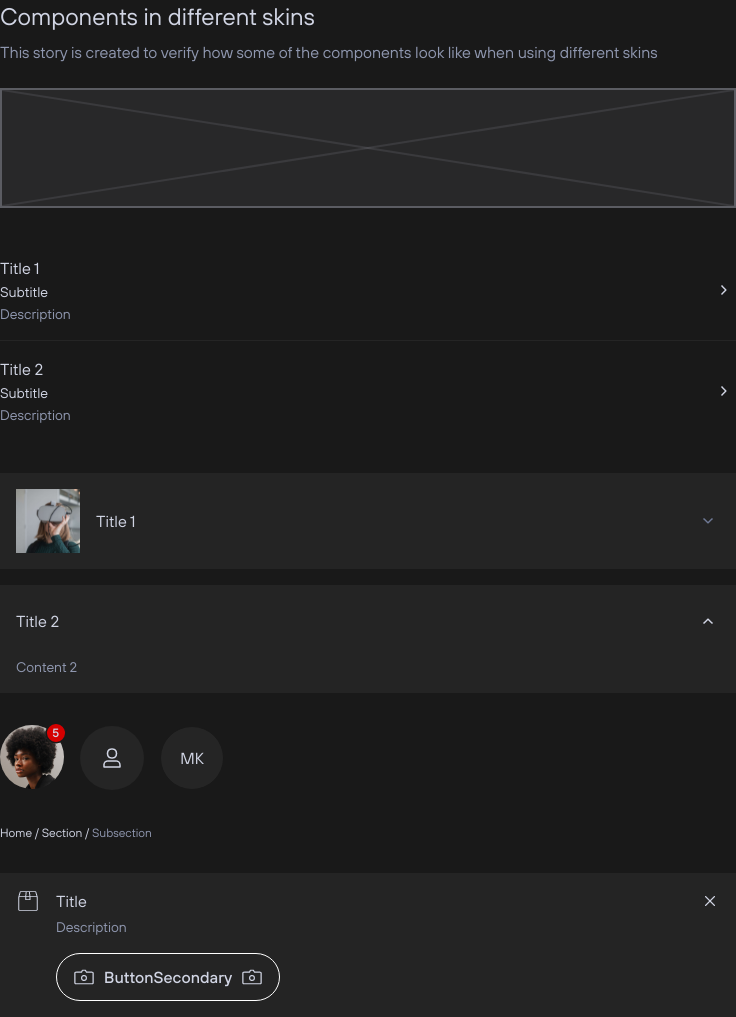 Components in different skins
This story is created to verify how some of the components look like when using different skins
Title 1
Subtitle
Description
Title 2
Subtitle
Description
Title 1
Title 2
Content 2
5
MK
Home / Section / Subsection
Title
Description
ButtonSecondary